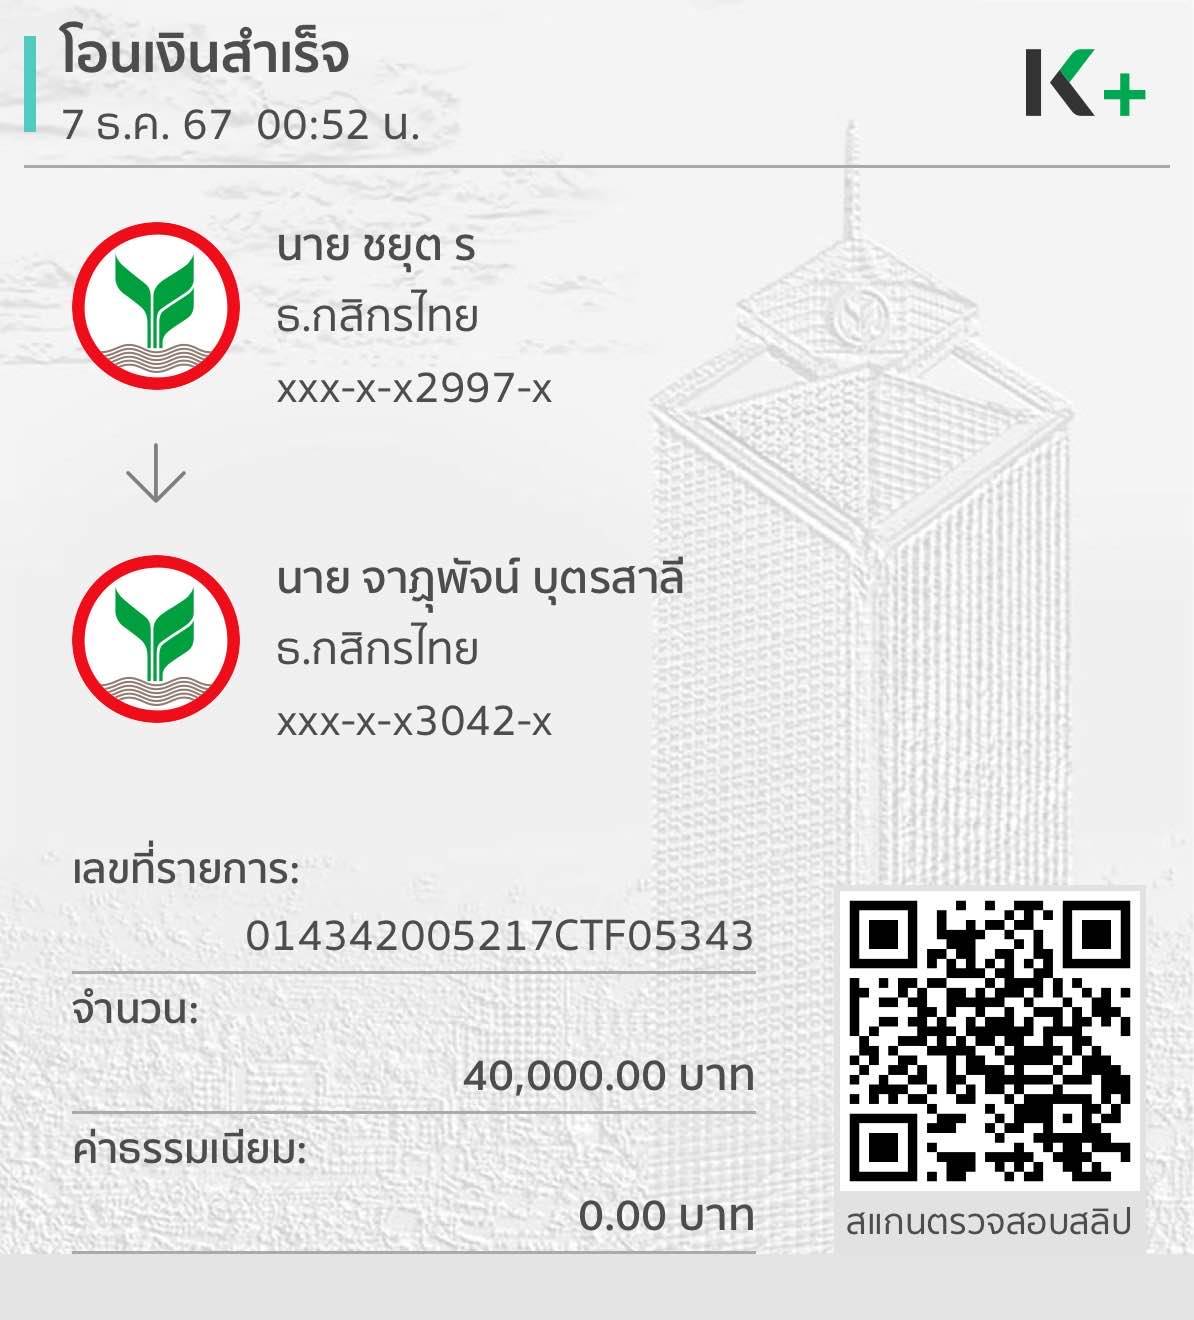 โอนเงินสำเร็จ
7 ธ.ค. 67  00:52 น.
K+
นาย ชยุต ร
ธ.กสิกรไทย
xxx-x-x2997-x
นาย จาฏุพัจน์ บุตรสาลี
ธ.กสิกรไทย
xxx-x-x3042-x
เลขที่รายการ:
014342005217CTF05343
จำนวน:
40,000.00 บาท
ค่าธรรมเนียม:
0.00 บาท
สแกนตรวจสอบสลิป